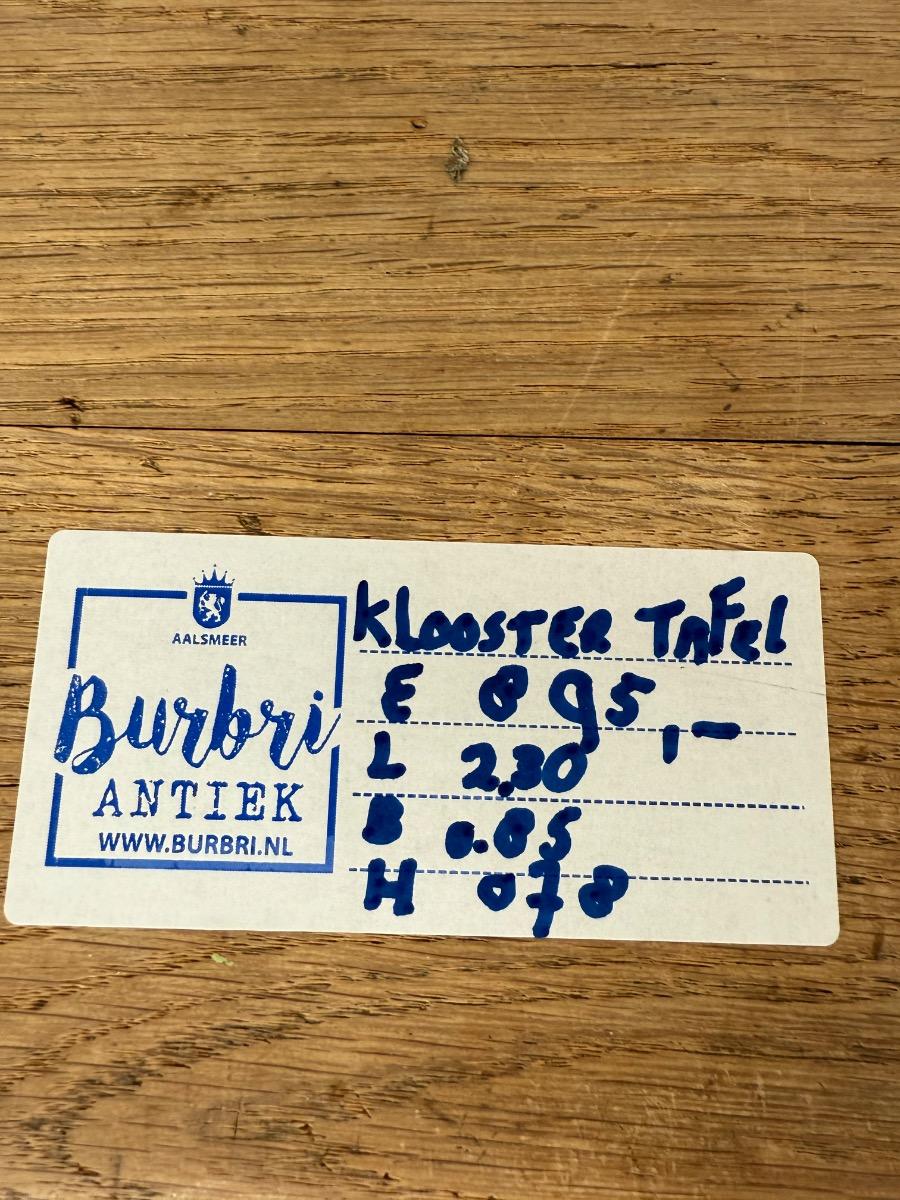 AALSMEER
Burbri
ANTIEK
WWW.BURBRI.NL
KLOOSTER TAFEL
E 895,-
L 2.30
B 0.85
H 078